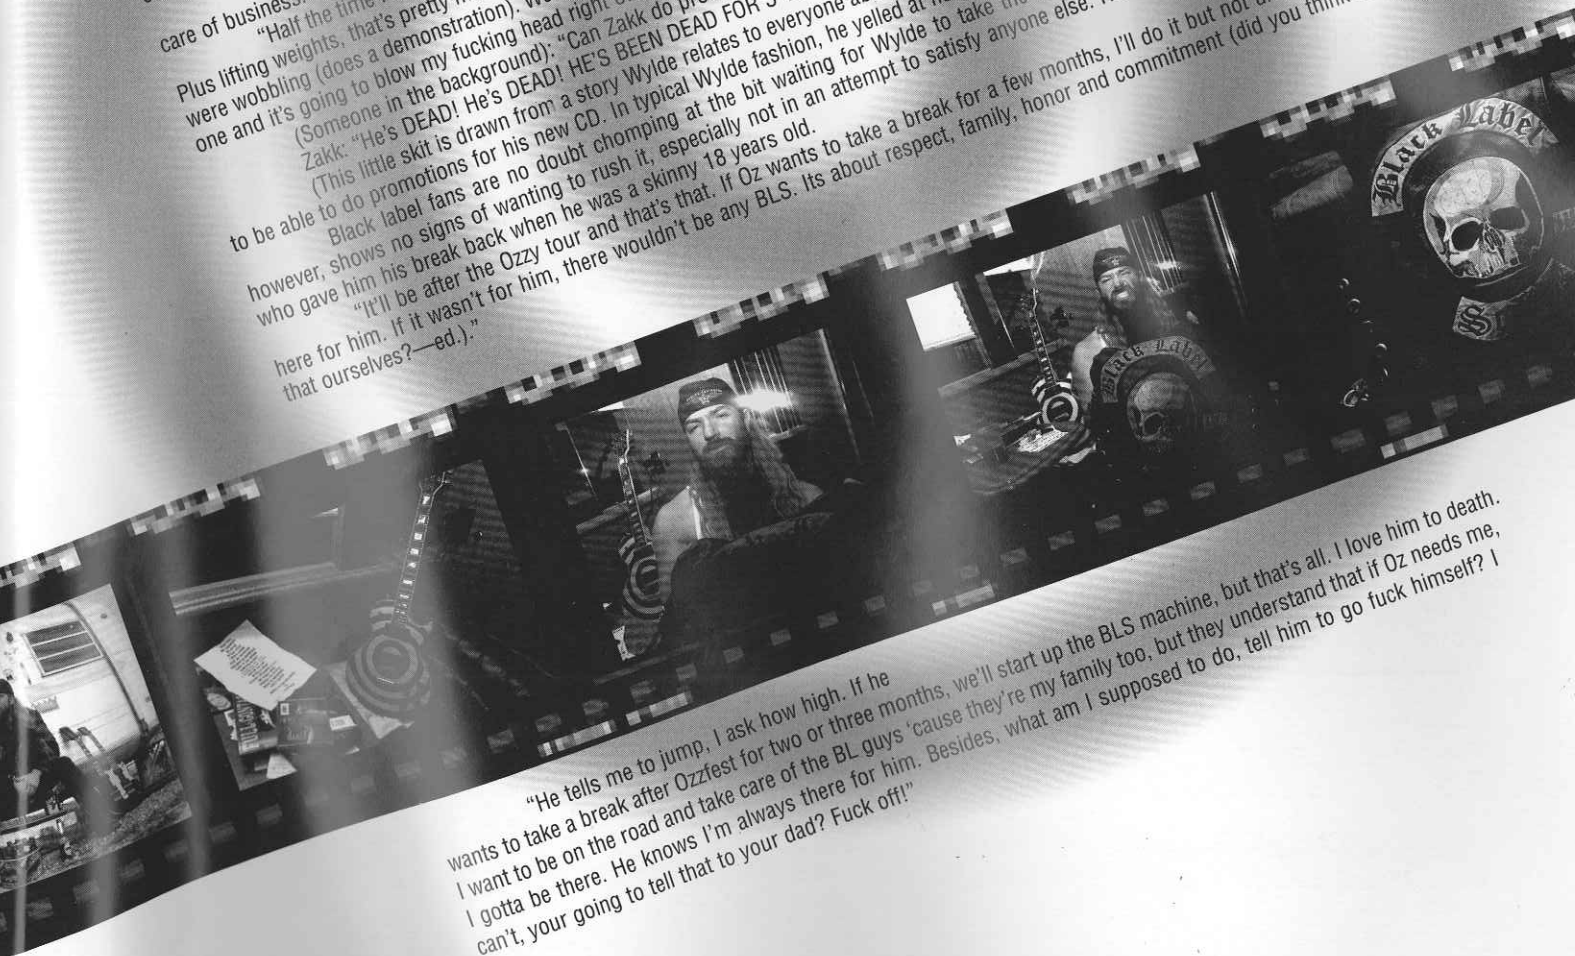 care of business.
"Half the time
Plus lifting weights, that's pretty
were wobbling (does a demonstration).
one and it's going to blow my fucking head right
(Someone in the background): "Can Zakk do
Zakk: "He's DEAD! He's DEAD! HE'S BEEN DEAD FOR
(This little skit is drawn from a story Wylde relates to everyone
to be able to do promotions for his new CD. In typical Wylde fashion, he yelled at
Black label fans are no doubt chomping at the bit waiting for Wylde to take
however, shows no signs of wanting to rush it, especially not in an attempt to satisfy anyone else.
who gave him his break back when he was a skinny 18 years old.
"It'll be after the Ozzy tour and that's that. If Oz wants to take a break for a few months, I'll do it but not
here for him. If it wasn't for him, there wouldn't be any BLS. Its about respect, family, honor and commitment (did you think
that ourselves?—ed.)."
Black Label
Black Label
"He tells me to jump, I ask how high. If he
wants to take a break after Ozzfest for two or three months, we'll start up the BLS machine, but that's all. I love him to death.
I want to be on the road and take care of the BL guys 'cause they're my family too, but they understand that if Oz needs me,
I gotta be there. He knows I'm always there for him. Besides, what am I supposed to do, tell him to go fuck himself? I
can't, your going to tell that to your dad? Fuck off!"